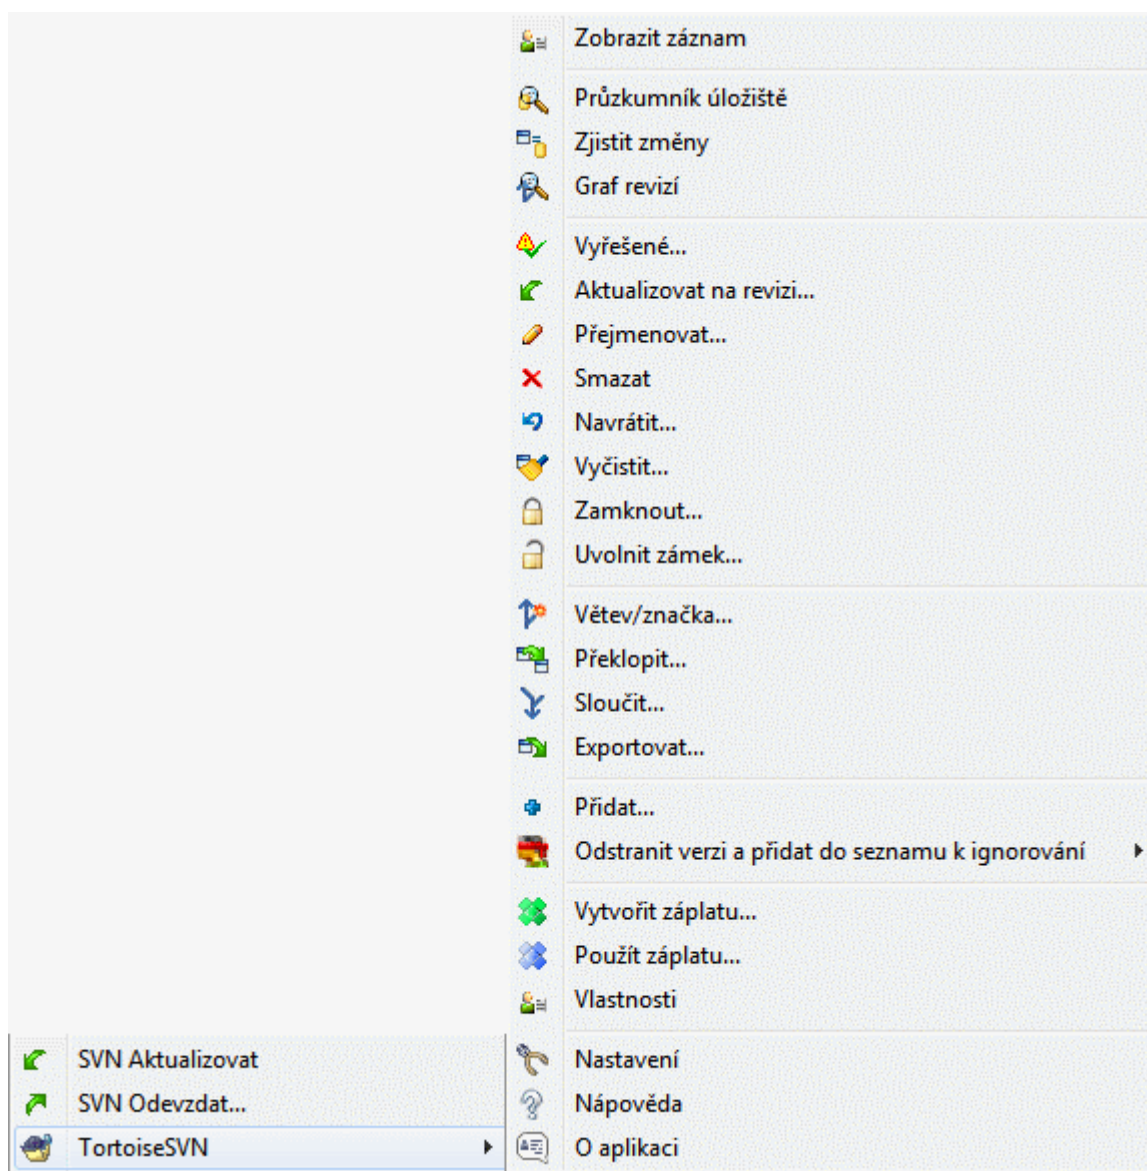 Zobrazit záznam
Průzkumník úložiště
Zjistit změny
Graf revizí
Vyřešené...
Aktualizovat na revizi...
Přejmenovat...
Smazat
Navrátit...
Vyčistit...
Zamknout...
Uvolnit zámek...
Větev/značka...
Překlopit...
Sloučit...
Exportovat...
Přidat...
Odstranit verzi a přidat do seznamu k ignorování
Vytvořit záplatu...
Použít záplatu...
Vlastnosti
SVN Aktualizovat
Nastavení
SVN Odevzdat...
Nápověda
TortoiseSVN
O aplikaci